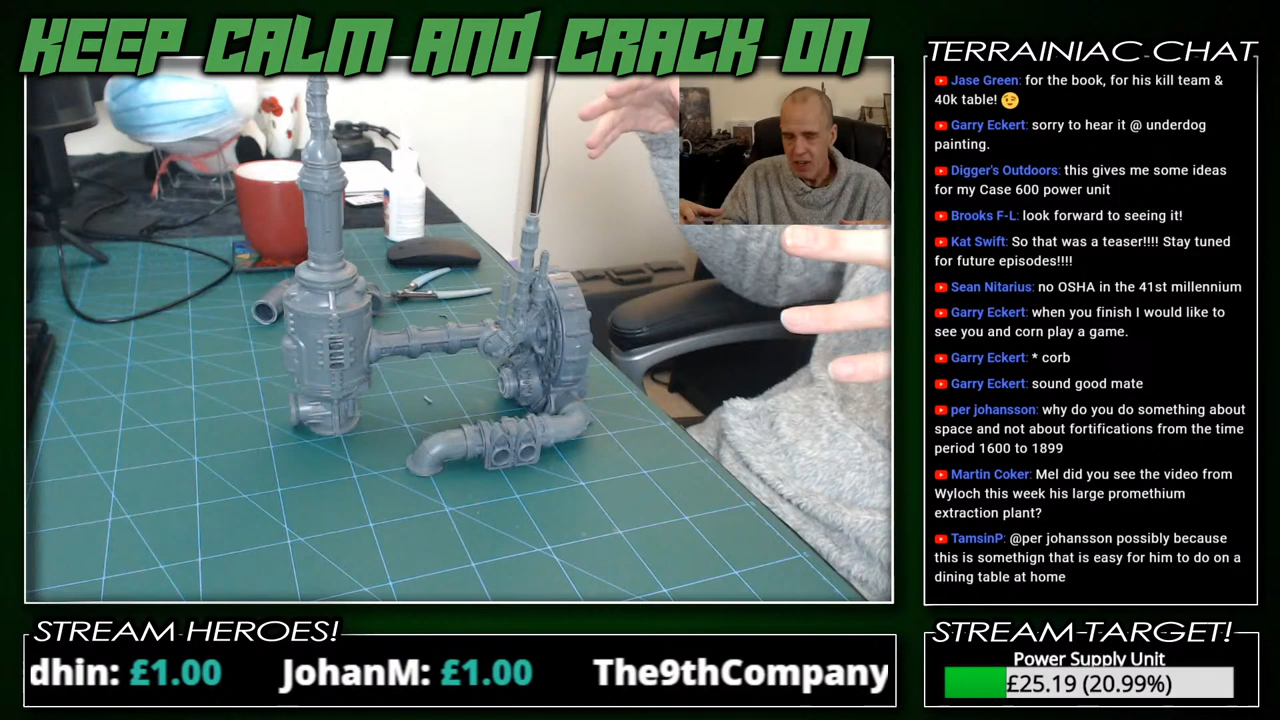 KEEP CALM AND CRACK ON
TERRAINIAC CHAT
Jase Green: for the book, for his kill team &
40k table! 😉
Garry Eckert: sorry to hear it @ underdog
painting.
Digger's Outdoors: this gives me some ideas
for my Case 600 power unit
Brooks F-L: look forward to seeing it!
Kat Swift: So that was a teaser!!!! Stay tuned
for future episodes!!!!
Sean Nitarius: no OSHA in the 41st millennium
Garry Eckert: when you finish I would like to
see you and corn play a game.
Garry Eckert: * corb
Garry Eckert: sound good mate
per johansson: why do you do something about
space and not about fortifications from the time
period 1600 to 1899
Martin Coker: Mel did you see the video from
Wyloch this week his large promethium
extraction plant?
TamsinP: @per johansson possibly because
this is somethign that is easy for him to do on a
dining table at home
STREAM HEROES!
dhin: £1.00 JohanM: £1.00 The9thCompany
STREAM TARGET!
Power Supply Unit
£25.19 (20.99%)